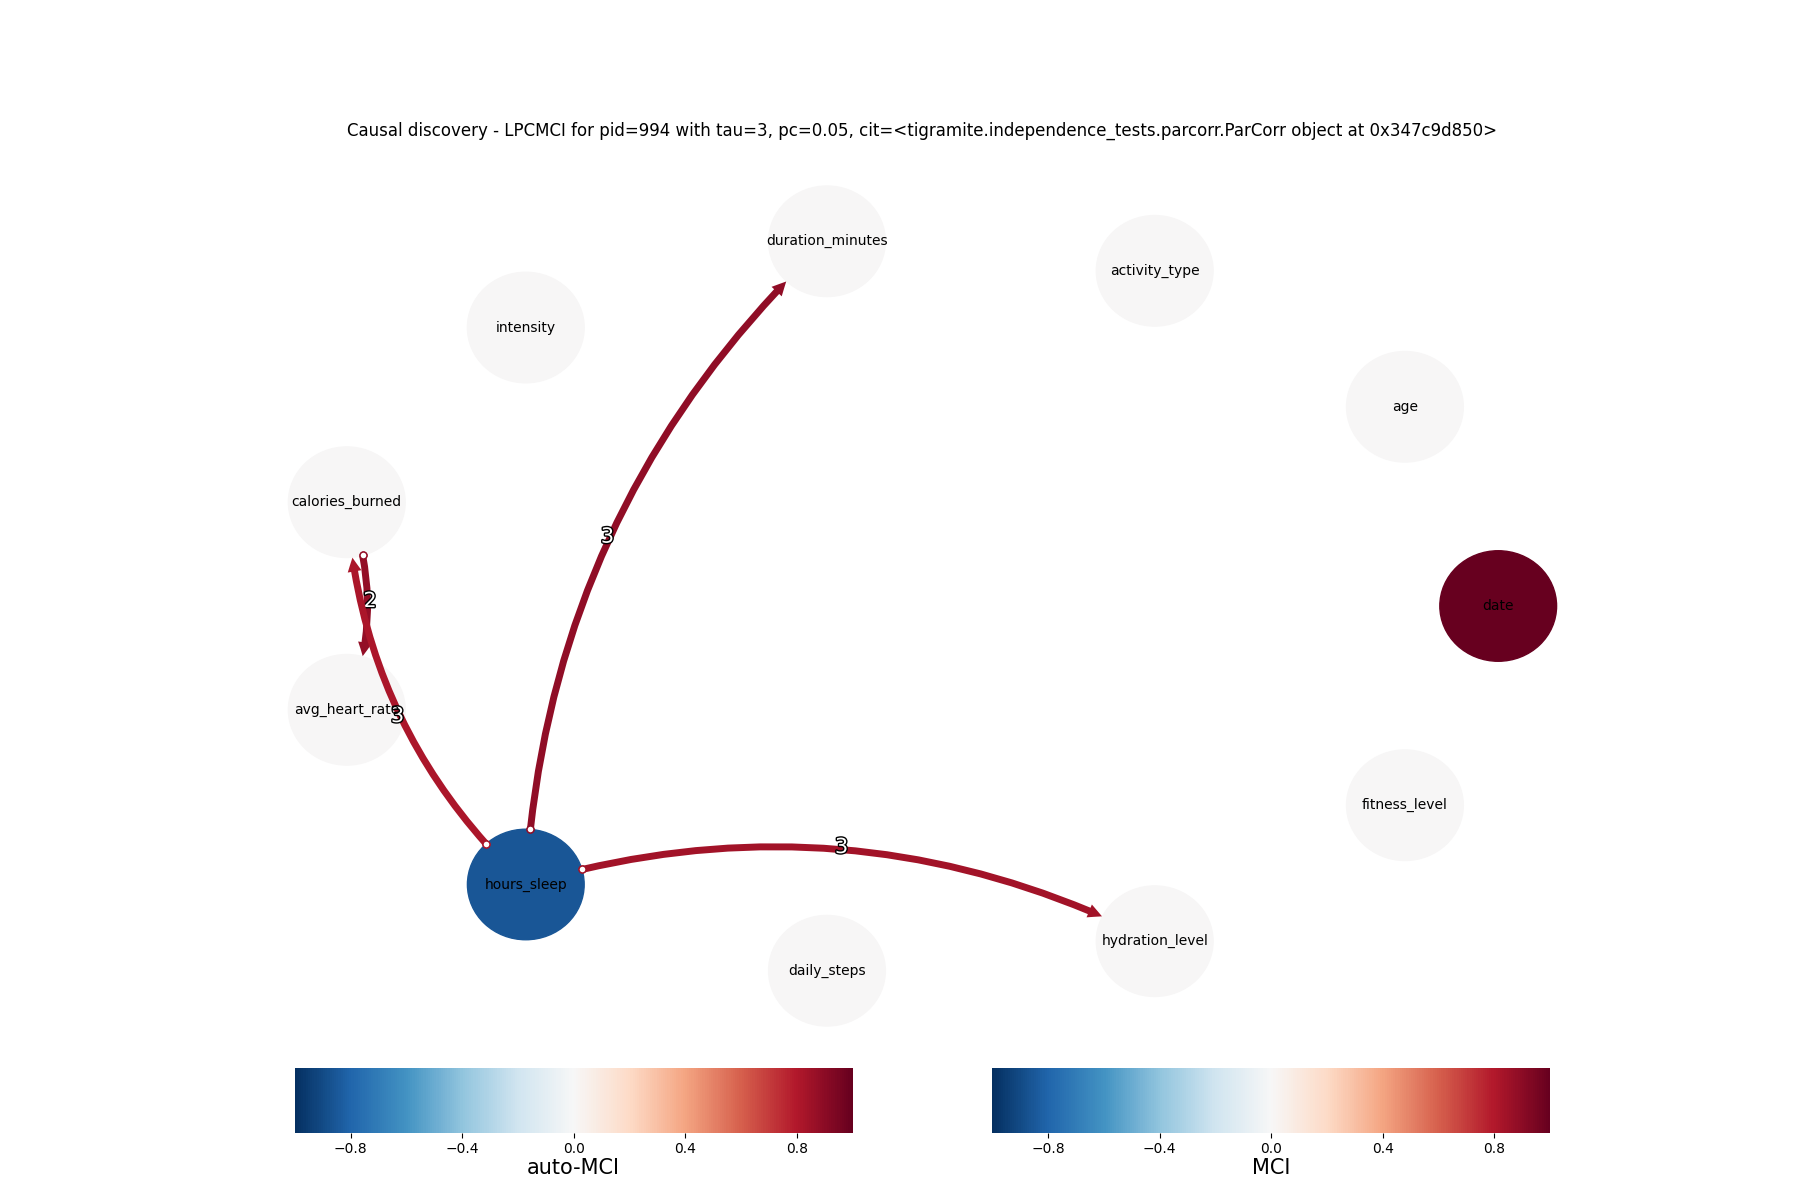 Causal discovery - LPCMCI for pid=994 with tau=3, pc=0.05, cit=<tigramite.independence_tests.parcorr.ParCorr object at 0x347c9d850>
duration_minutes
activity_type
intensity
age
calories_burned
3
2
date
avg_heart_rate
3
fitness_level
3
hours_sleep
hydration_level
daily_steps
−0.8 −0.4 0.0 0.4 0.8
auto-MCI
−0.8 −0.4 0.0 0.4 0.8
MCI